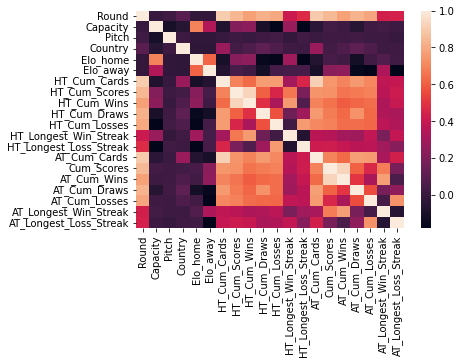 Round
Capacity
Pitch
Country
Elo_home
Elo_away
HT_Cum_Cards
HT_Cum_Scores
HT_Cum_Wins
HT_Cum_Draws
HT_Cum_Losses
HT_Longest_Win_Streak
HT_Longest_Loss_Streak
AT_Cum_Cards
Cum_Scores
AT_Cum_Wins
AT_Cum_Draws
AT_Cum_Losses
AT_Longest_Win_Streak
AT_Longest_Loss_Streak
Round
Capacity
Pitch
Country
Elo_home
Elo_away
HT_Cum_Cards
HT_Cum_Scores
HT_Cum_Wins
HT_Cum_Draws
HT_Cum_Losses
HT_Longest_Win_Streak
HT_Longest_Loss_Streak
AT_Cum_Cards
Cum_Scores
AT_Cum_Wins
AT_Cum_Draws
AT_Cum_Losses
AT_Longest_Win_Streak
AT_Longest_Loss_Streak
1.0
0.8
0.6
0.4
0.2
0.0